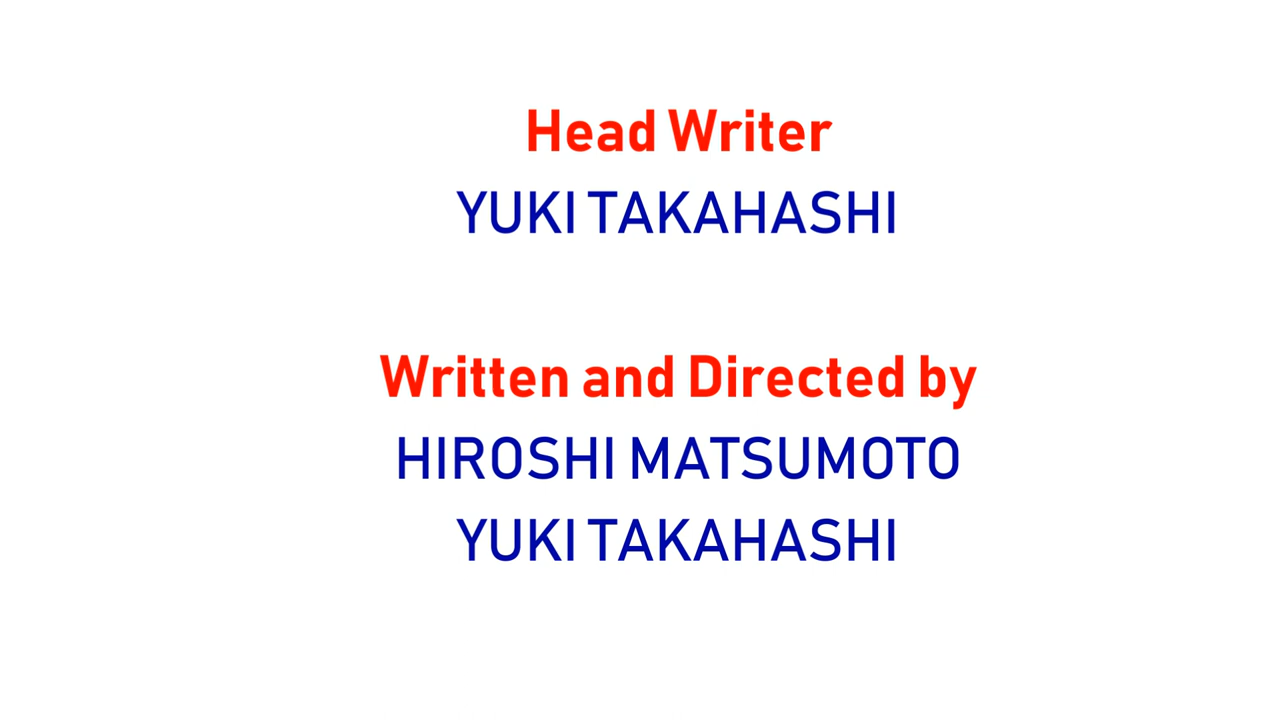 Head Writer
YUKI TAKAHASHI
Written and Directed by
HIROSHI MATSUMOTO
YUKI TAKAHASHI